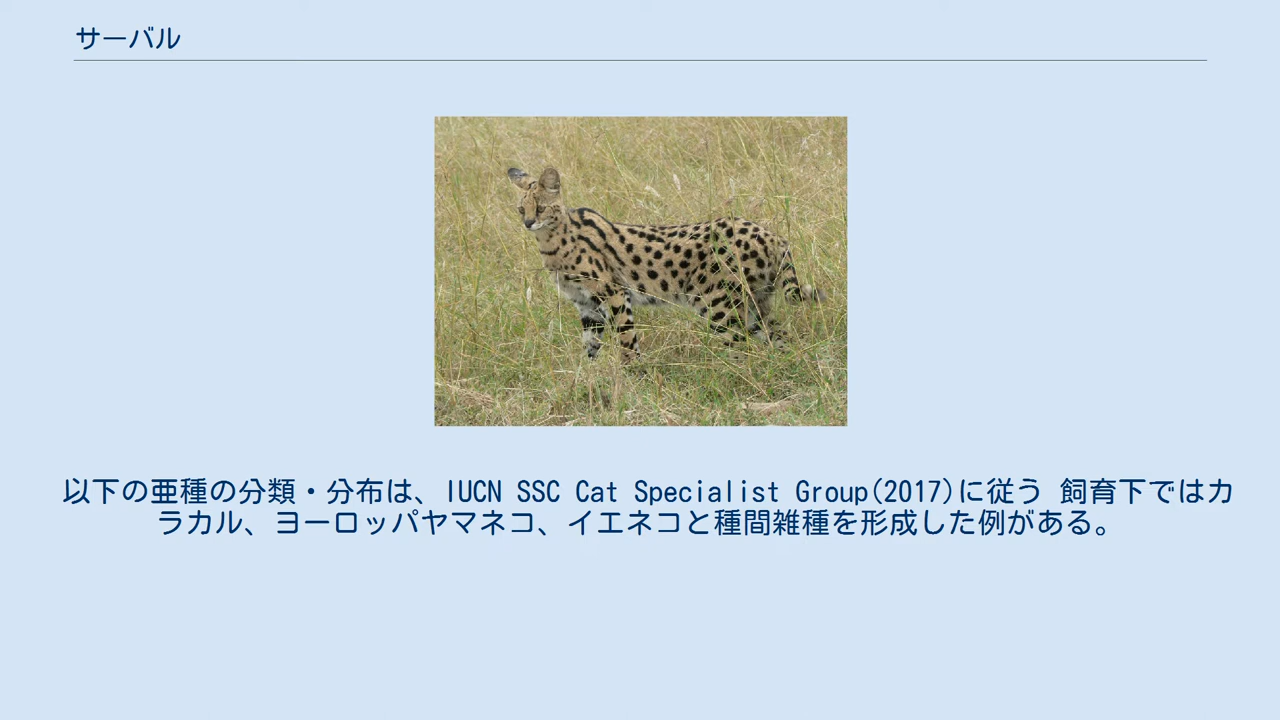 サーバル
以下の亜種の分類・分布は、IUCN SSC Cat Specialist Group(2017)に従う 飼育下ではカ
ラカル、ヨーロッパヤマネコ、イエネコと種間雑種を形成した例がある。